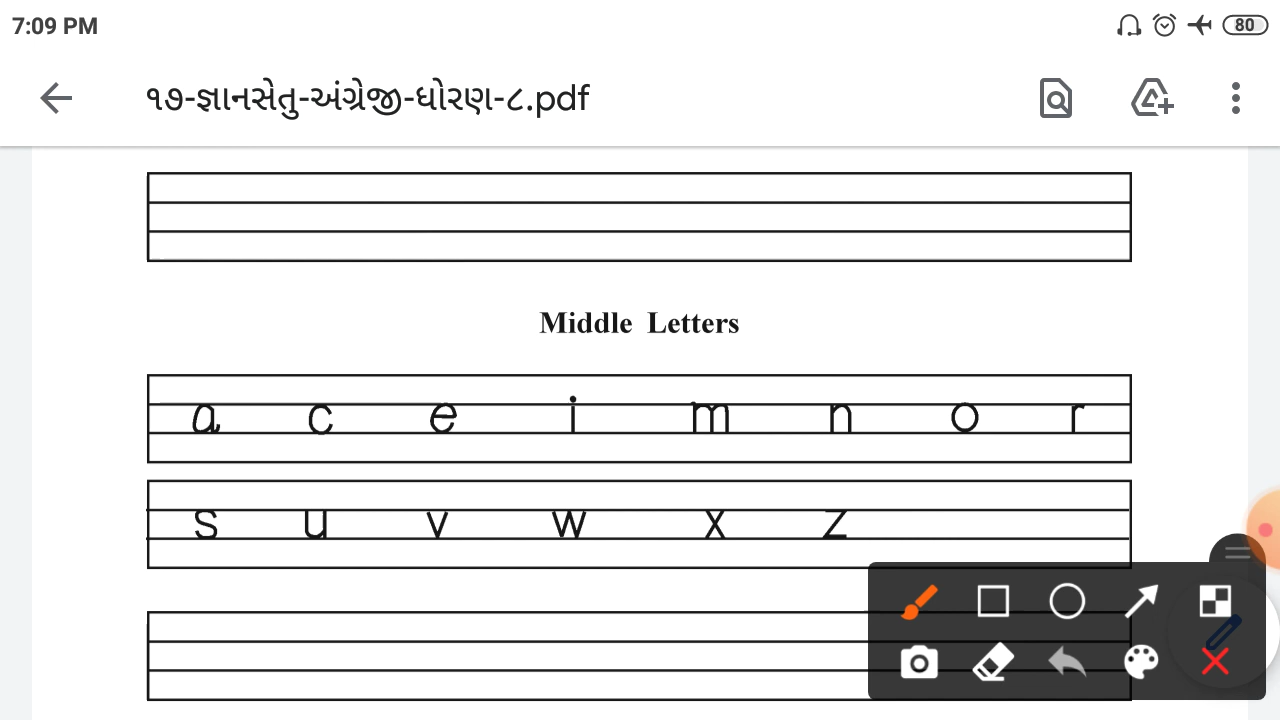 7:09 PM
80
૧૭-જ્ઞાનસેતુ-અંગ્રેજી-ધોરણ-૮.pdf
Middle Letters
a c e i m n o r
s u v w x z